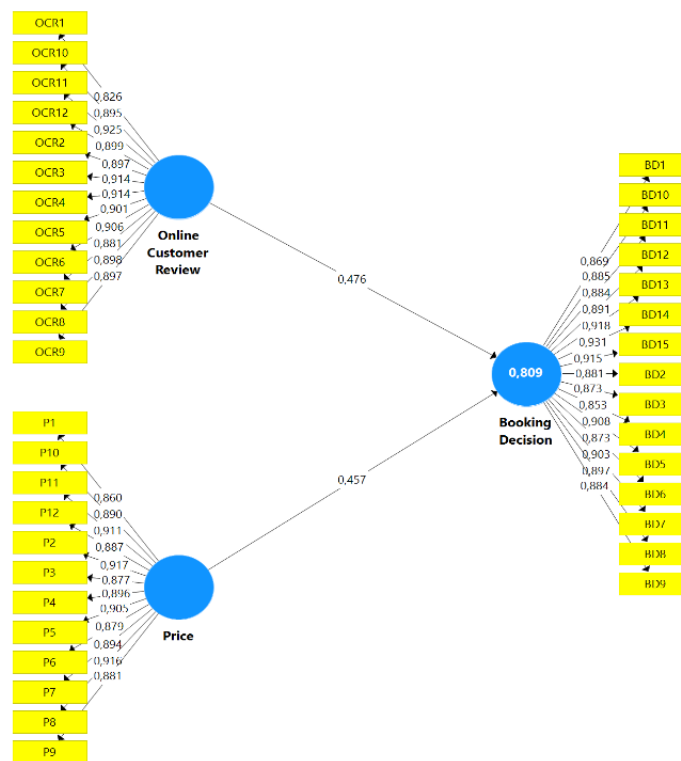 OCR1
OCR10
OCR11
OCR12
OCR2
OCR3
OCR4
OCR5
OCR6
OCR7
OCR8
OCR9
0,826
0,895
0,925
0,899
0,897
0,914
0,914
0,901
0,906
0,881
0,898
0,897
Online
Customer
Review
0,476
P1
P10
P11
P12
P2
P3
P4
P5
P6
P7
P8
P9
0,860
0,890
0,911
0,887
0,917
0,877
0,896
0,905
0,879
0,894
0,916
0,881
Price
0,457
0,809
Booking
Decision
0,869
0,885
0,884
0,891
0,918
0,931
0,915
0,881
0,873
0,853
0,908
0,873
0,903
0,897
0,884
BD1
BD10
BD11
BD12
BD13
BD14
BD15
BD2
BD3
BD4
BD5
BD6
BD7
BD8
BD9